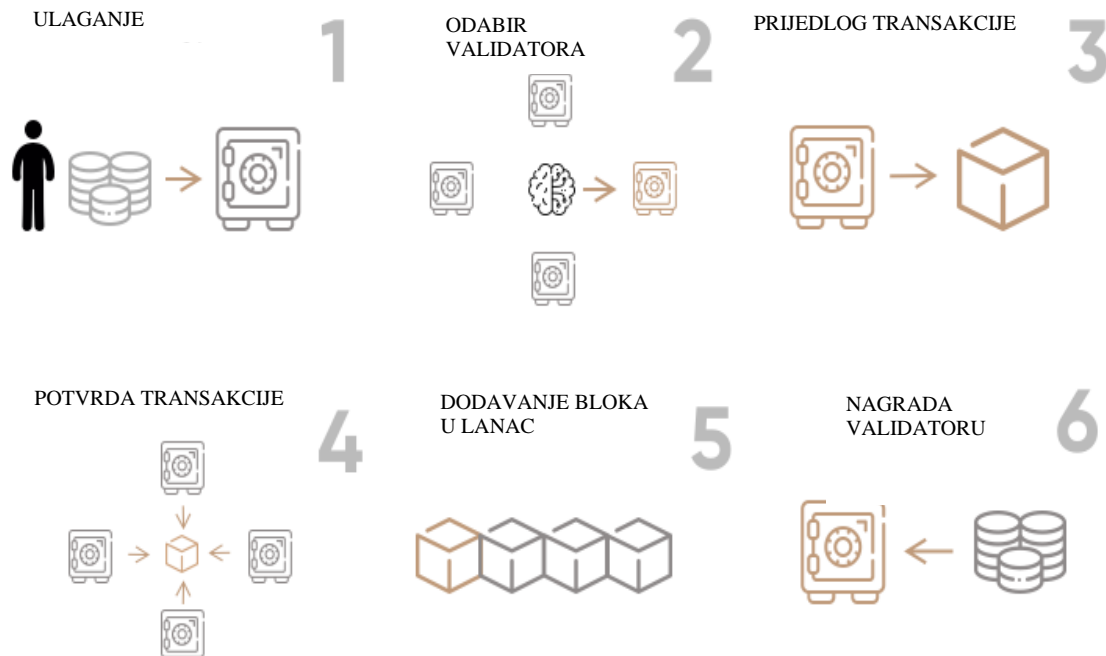 ULAGANJE
1
ODABIR
VALIDATORA
2
PRIJEDLOG TRANSAKCIJE
3
POTVRDA TRANSAKCIJE
4
DODAVANJE BLOKA
U LANAC
5
NAGRADA
VALIDATORU
6